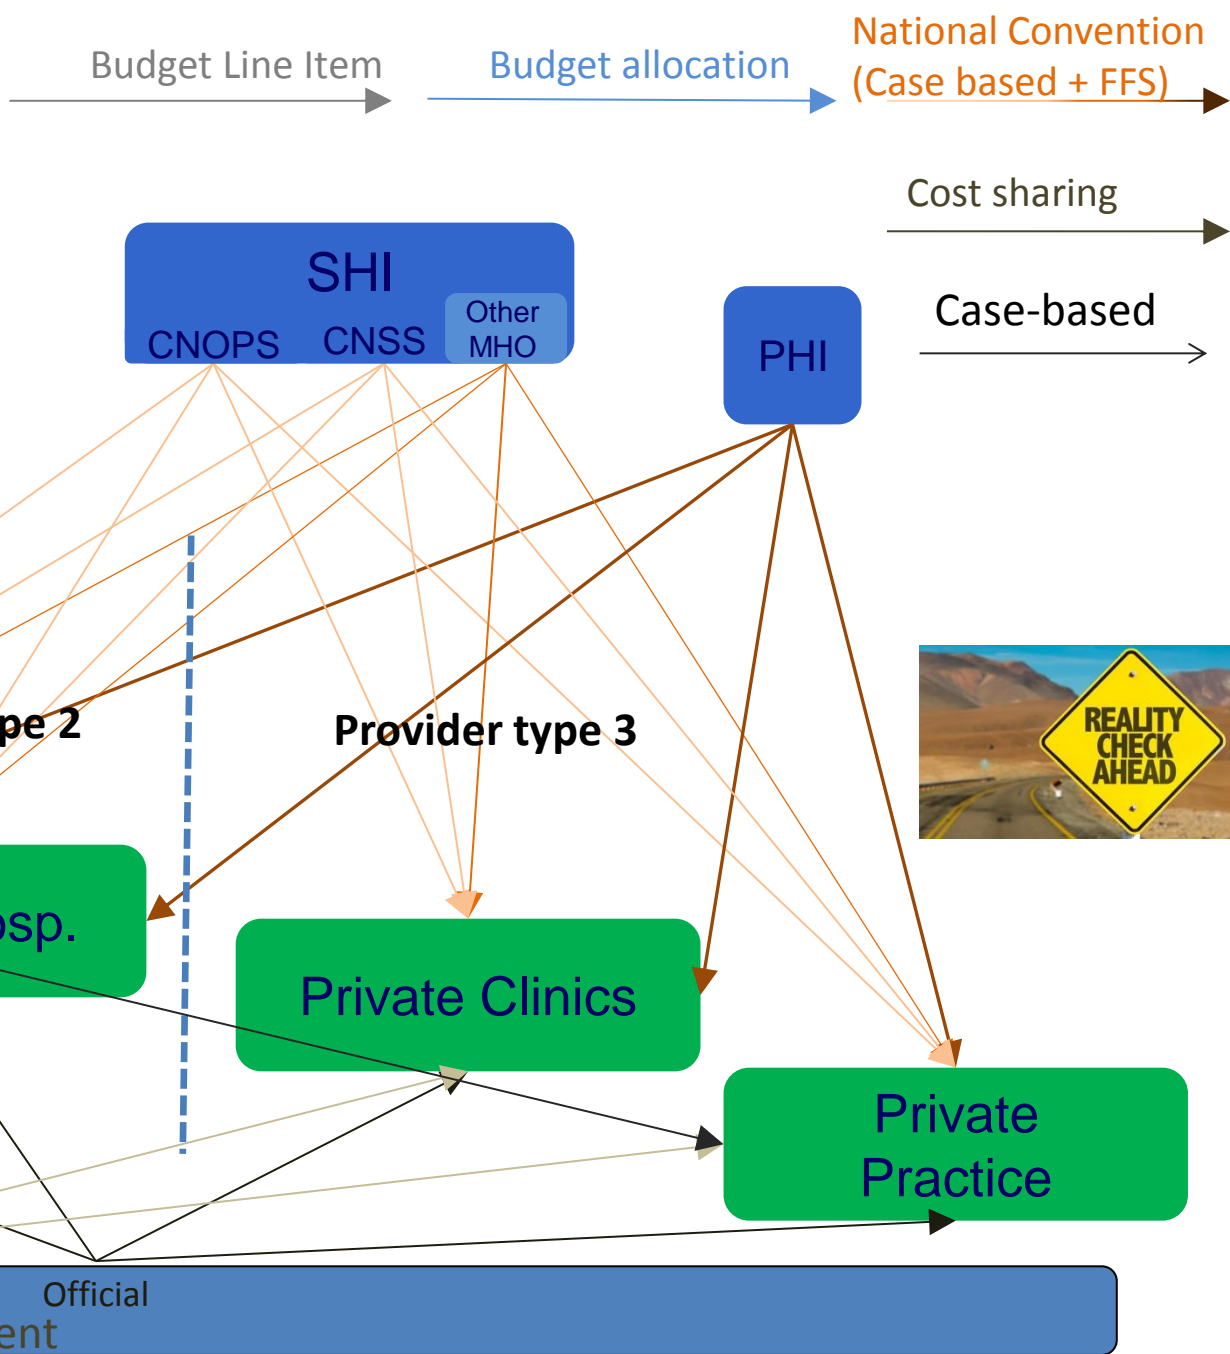 Budget Line Item
Budget allocation
National Convention
(Case based + FFS)
Cost sharing
SHI
CNOPS
CNSS
Other
MHO
PHI
Case-based
pe 2
Provider type 3
REALITY
CHECK
AHEAD
osp.
Private Clinics
Private
Practice
Official
ent